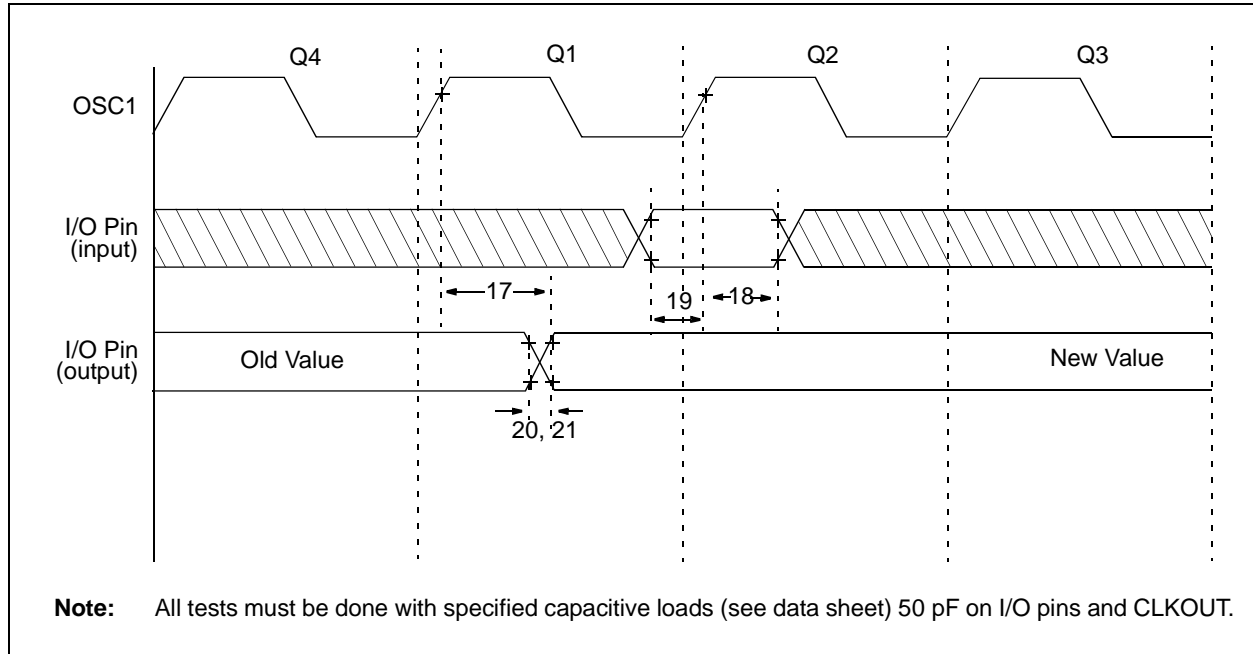 Q4 Q1 Q2 Q3
OSC1
I/O Pin
(input)
17
19
18
I/O Pin
(output)
Old Value
New Value
20, 21
Note: All tests must be done with specified capacitive loads (see data sheet) 50 pF on I/O pins and CLKOUT.